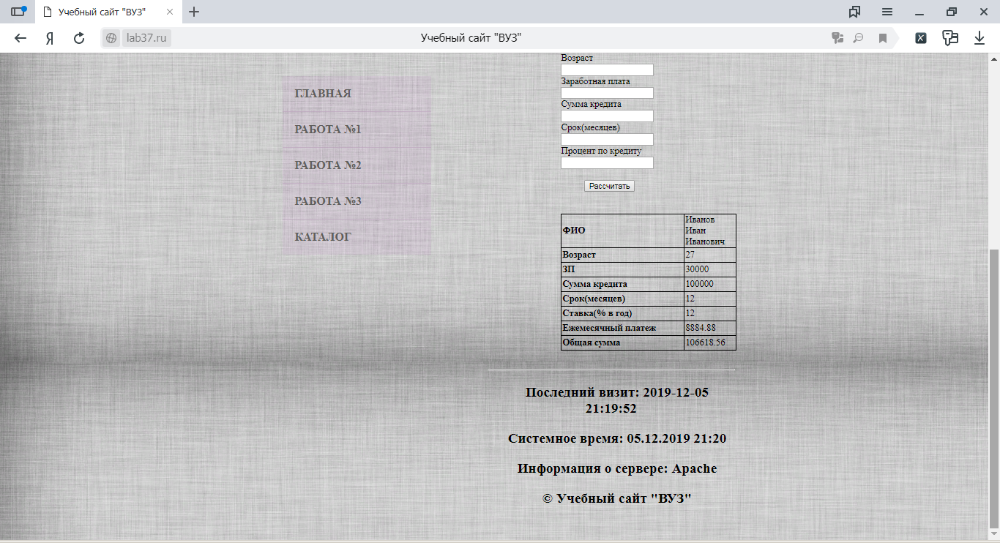 Учебный сайт "ВУЗ"
Я
lab37.ru
Учебный сайт "ВУЗ"
ГЛАВНАЯ
РАБОТА №1
РАБОТА №2
РАБОТА №3
КАТАЛОГ
Возраст
Заработная плата
Сумма кредита
Срок(месяцев)
Процент по кредиту
Рассчитать
ФИО Иванов
Иван
Иванович
Возраст 27
ЗП 30000
Сумма кредита 100000
Срок(месяцев) 12
Ставка(% в год) 12
Ежемесячный платеж 8884.88
Общая сумма 106618.56
Последний визит: 2019-12-05
21:19:52
Системное время: 05.12.2019 21:20
Информация о сервере: Apache
© Учебный сайт "ВУЗ"